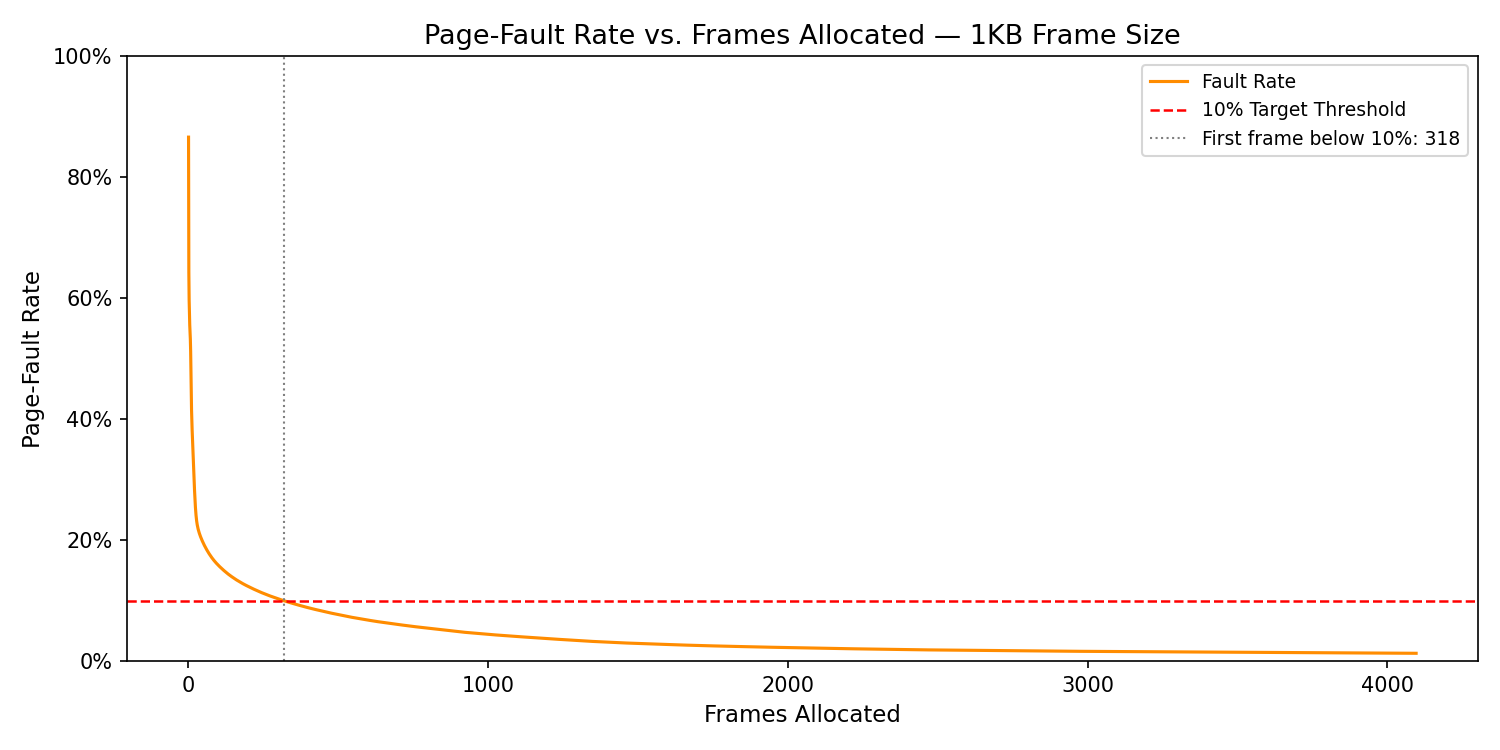 Page-Fault Rate vs. Frames Allocated — 1KB Frame Size
100%
80%
60%
40%
20%
0%
Page-Fault Rate
Fault Rate
10% Target Threshold
First frame below 10%: 318
0
1000
2000
3000
4000
Frames Allocated